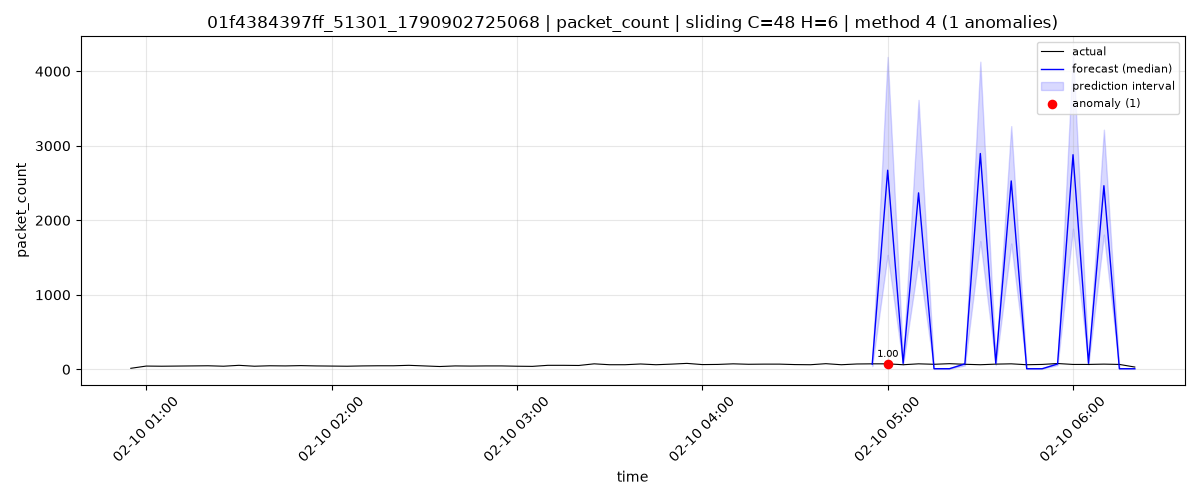 01f4384397ff_51301_1790902725068 | packet_count | sliding C=48 H=6 | method 4 (1 anomalies)
actual
forecast (median)
prediction interval
anomaly (1)
4000
3000
2000
1000
0
packet_count
1.00
02-10 01:00
02-10 02:00
02-10 03:00
02-10 04:00
02-10 05:00
02-10 06:00
time